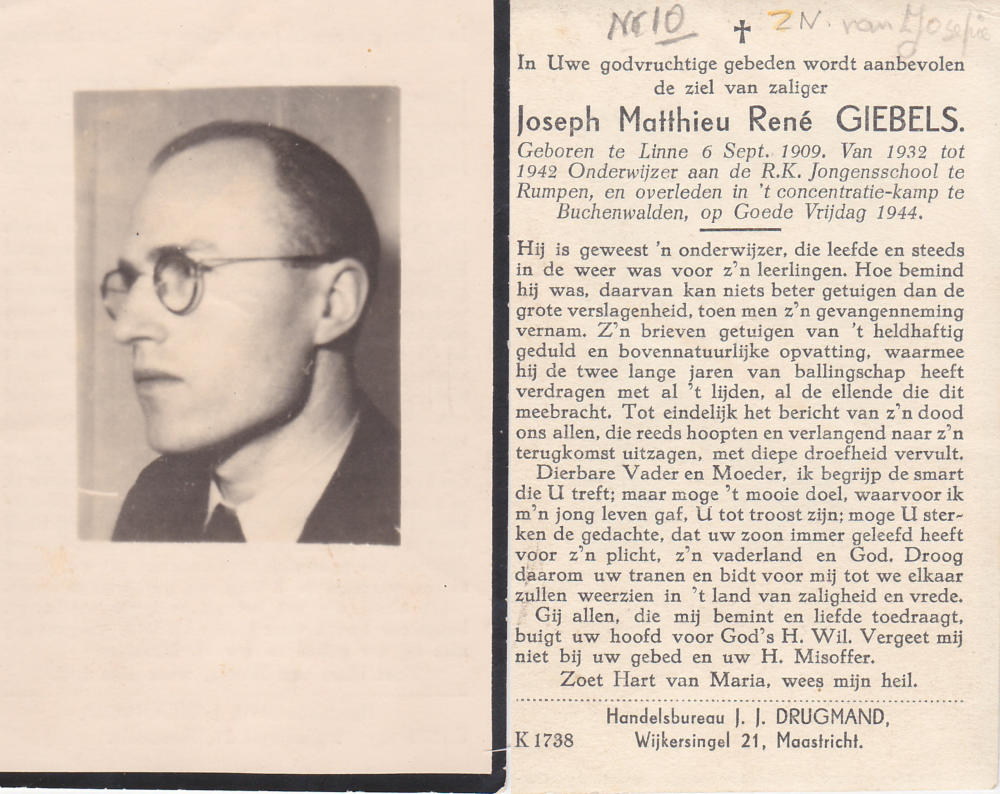 Nr 10
ZN. van Josefie
✝
In Uwe godvruchtige gebeden wordt aanbevolen
de ziel van zaliger
Joseph Matthieu René GIEBELS.
Geboren te Linne 6 Sept. 1909. Van 1932 tot
1942 Onderwijzer aan de R.K. Jongensschool te
Rumpen, en overleden in 't concentratie-kamp te
Buchenwalden, op Goede Vrijdag 1944.
Hij is geweest 'n onderwijzer, die leefde en steeds
in de weer was voor z'n leerlingen. Hoe bemind
hij was, daarvan kan niets beter getuigen dan de
grote verslagenheid, toen men z'n gevangenneming
vernam. Z'n brieven getuigen van 't heldhaftig
geduld en bovennatuurlijke opvatting, waarmee
hij de twee lange jaren van ballingschap heeft
verdragen met al 't lijden, al de ellende die dit
meebracht. Tot eindelijk het bericht van z'n dood
ons allen, die reeds hoopten en verlangend naar z'n
terugkomst uitzagen, met diepe droefheid vervult.
Dierbare Vader en Moeder, ik begrijp de smart
die U treft; maar moge 't mooie doel, waarvoor ik
m'n jong leven gaf, U tot troost zijn; moge U ster-
ken de gedachte, dat uw zoon immer geleefd heeft
voor z'n plicht, z'n vaderland en God. Droog
daarom uw tranen en bidt voor mij tot we elkaar
zullen weerzien in 't land van zaligheid en vrede.
Gij allen, die mij bemint en liefde toedraagt,
buigt uw hoofd voor God's H. Wil. Vergeet mij
niet bij uw gebed en uw H. Misoffer.
Zoet Hart van Maria, wees mijn heil.
Handelsbureau J. J. DRUGMAND,
K 1738 Wijkersingel 21, Maastricht.